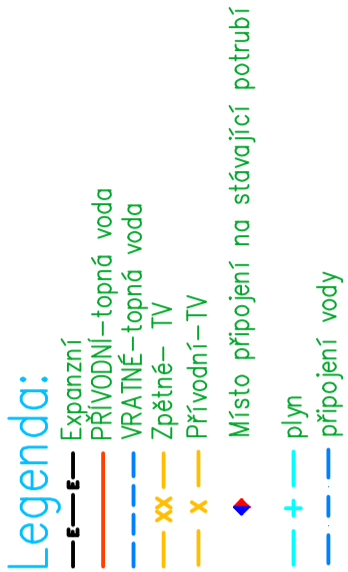 Legenda:
E E Expanzní
PŘÍVODNÍ-topná voda
VRATNÉ-topná voda
XX Zpětné- TV
X Přívodní-TV
Místo připojení na stávající potrubí
plyn
připojení vody